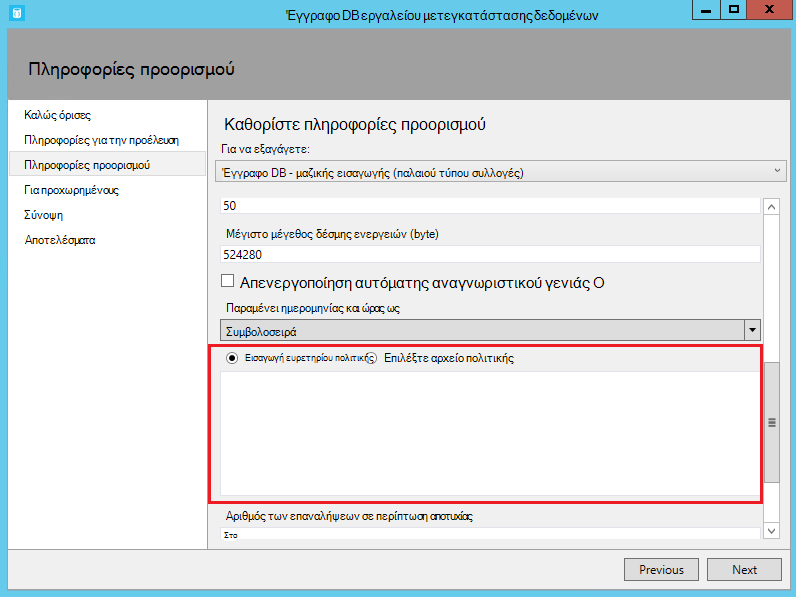 Έγγραφο DB εργαλείου μετεγκατάστασης δεδομένων
Πληροφορίες προορισμού
Καλώς όρισες
Πληροφορίες για την προέλευση
Πληροφορίες προορισμού
Για προχωρημένους
Σύνοψη
Αποτελέσματα
Καθορίστε πληροφορίες προορισμού
Για να εξαγάγετε:
Έγγραφο DB - μαζικής εισαγωγής (παλαιού τύπου συλλογές)
50
Μέγιστο μέγεθος δέσμης ενεργειών (byte)
524280
Απενεργοποίηση αυτόματης αναγνωριστικού γενιάς Ο
Παραμένει ημερομηνίας και ώρας ως
Συμβολοσειρά
Εισαγωγή ευρετηρίου πολιτικής Επιλέξτε αρχείο πολιτικής
Αριθμός των επαναλήψεων σε περίπτωση αποτυχίας
Στο
Previous Next